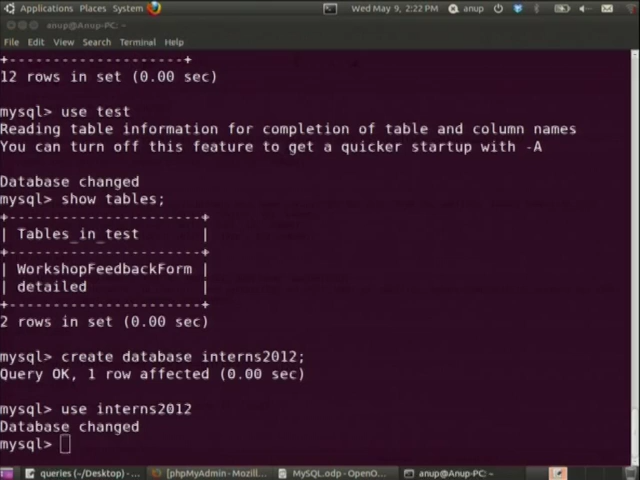 Applications Places System Wed May 9, 2:22 PM anup
anup@Anup-PC: ~
File Edit View Search Terminal Help
+--------------------+
12 rows in set (0.00 sec)
mysql> use test
Reading table information for completion of table and column names
You can turn off this feature to get a quicker startup with -A
Database changed
mysql> show tables;
+----------------------+
| Tables_in_test |
+----------------------+
| WorkshopFeedbackForm |
| detailed |
+----------------------+
2 rows in set (0.00 sec)
mysql> create database interns2012;
Query OK, 1 row affected (0.00 sec)
mysql> use interns2012
Database changed
mysql>
queries (~/Desktop) - ... [phpMyAdmin - Mozill... MySQL.odp - OpenO... anup@Anup-PC: ~